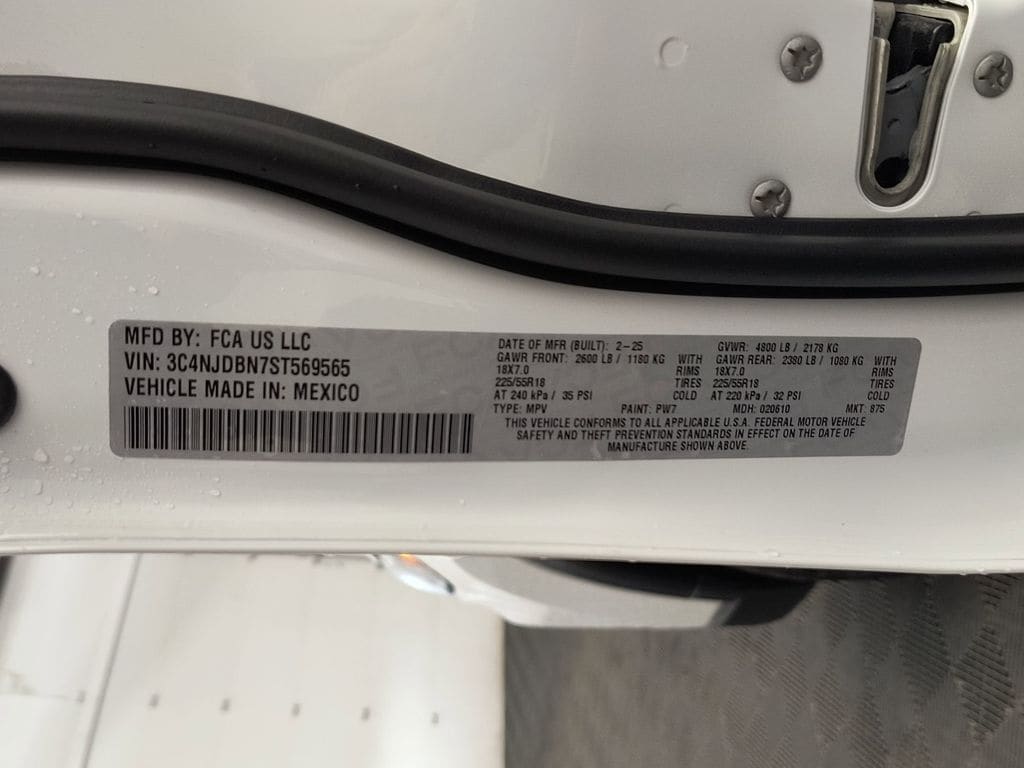 MFD BY: FCA US LLC
VIN: 3C4NJDBN7ST569565
VEHICLE MADE IN: MEXICO
DATE OF MFR (BUILT): 2-25 GVWR: 4800 LB / 2178 KG
GAWR FRONT: 2600 LB / 1180 KG WITH GAWR REAR: 2380 LB / 1080 KG WITH
18X7.0 RIMS 18X7.0 RIMS
225/55R18 TIRES 225/55R18 TIRES
AT 240 kPa / 35 PSI COLD AT 220 kPa / 32 PSI COLD
TYPE: MPV PAINT: PW7 MDH: 020610 MKT: 875
THIS VEHICLE CONFORMS TO ALL APPLICABLE U.S.A. FEDERAL MOTOR VEHICLE
SAFETY AND THEFT PREVENTION STANDARDS IN EFFECT ON THE DATE OF
MANUFACTURE SHOWN ABOVE.